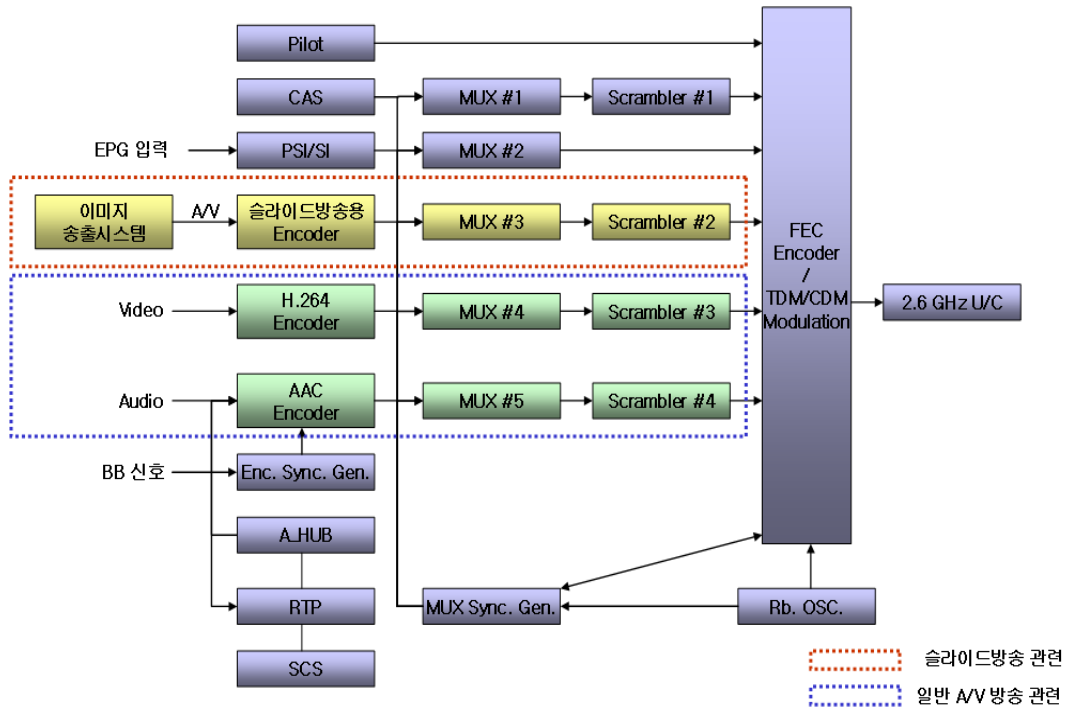 Pilot
CAS
MUX #1
Scrambler #1
EPG 입력
PSI/SI
MUX #2
이미지
송출시스템
A/V
슬라이드방송용
Encoder
MUX #3
Scrambler #2
FEC
Encoder
/
TDM/CDM
Modulation
2.6 GHz U/C
Video
H.264
Encoder
MUX #4
Scrambler #3
Audio
AAC
Encoder
MUX #5
Scrambler #4
BB 신호
Enc. Sync. Gen.
A_HUB
RTP
MUX Sync. Gen.
Rb. OSC.
SCS
슬라이드방송 관련
일반 A/V 방송 관련